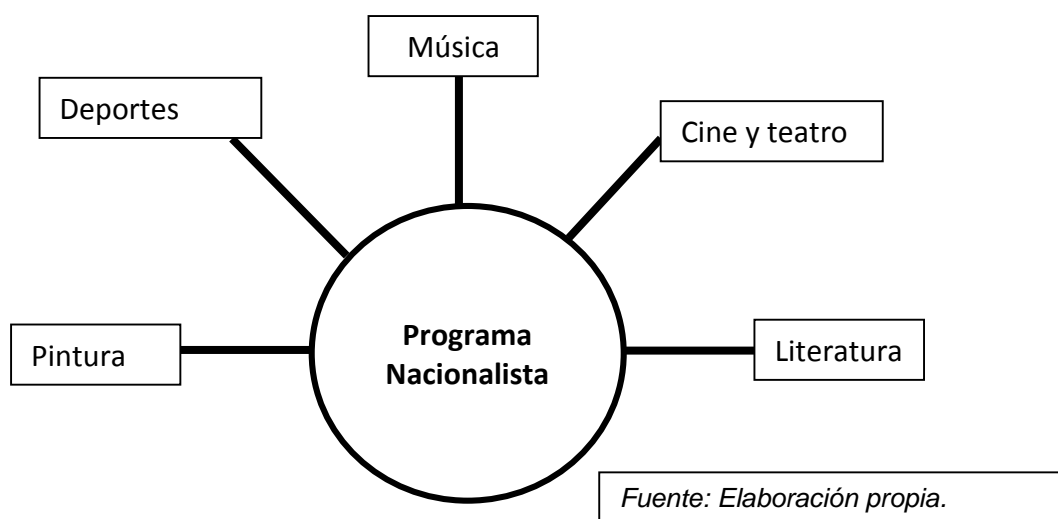 Música
Deportes
Cine y teatro
Programa
Nacionalista
Pintura
Literatura
Fuente: Elaboración propia.